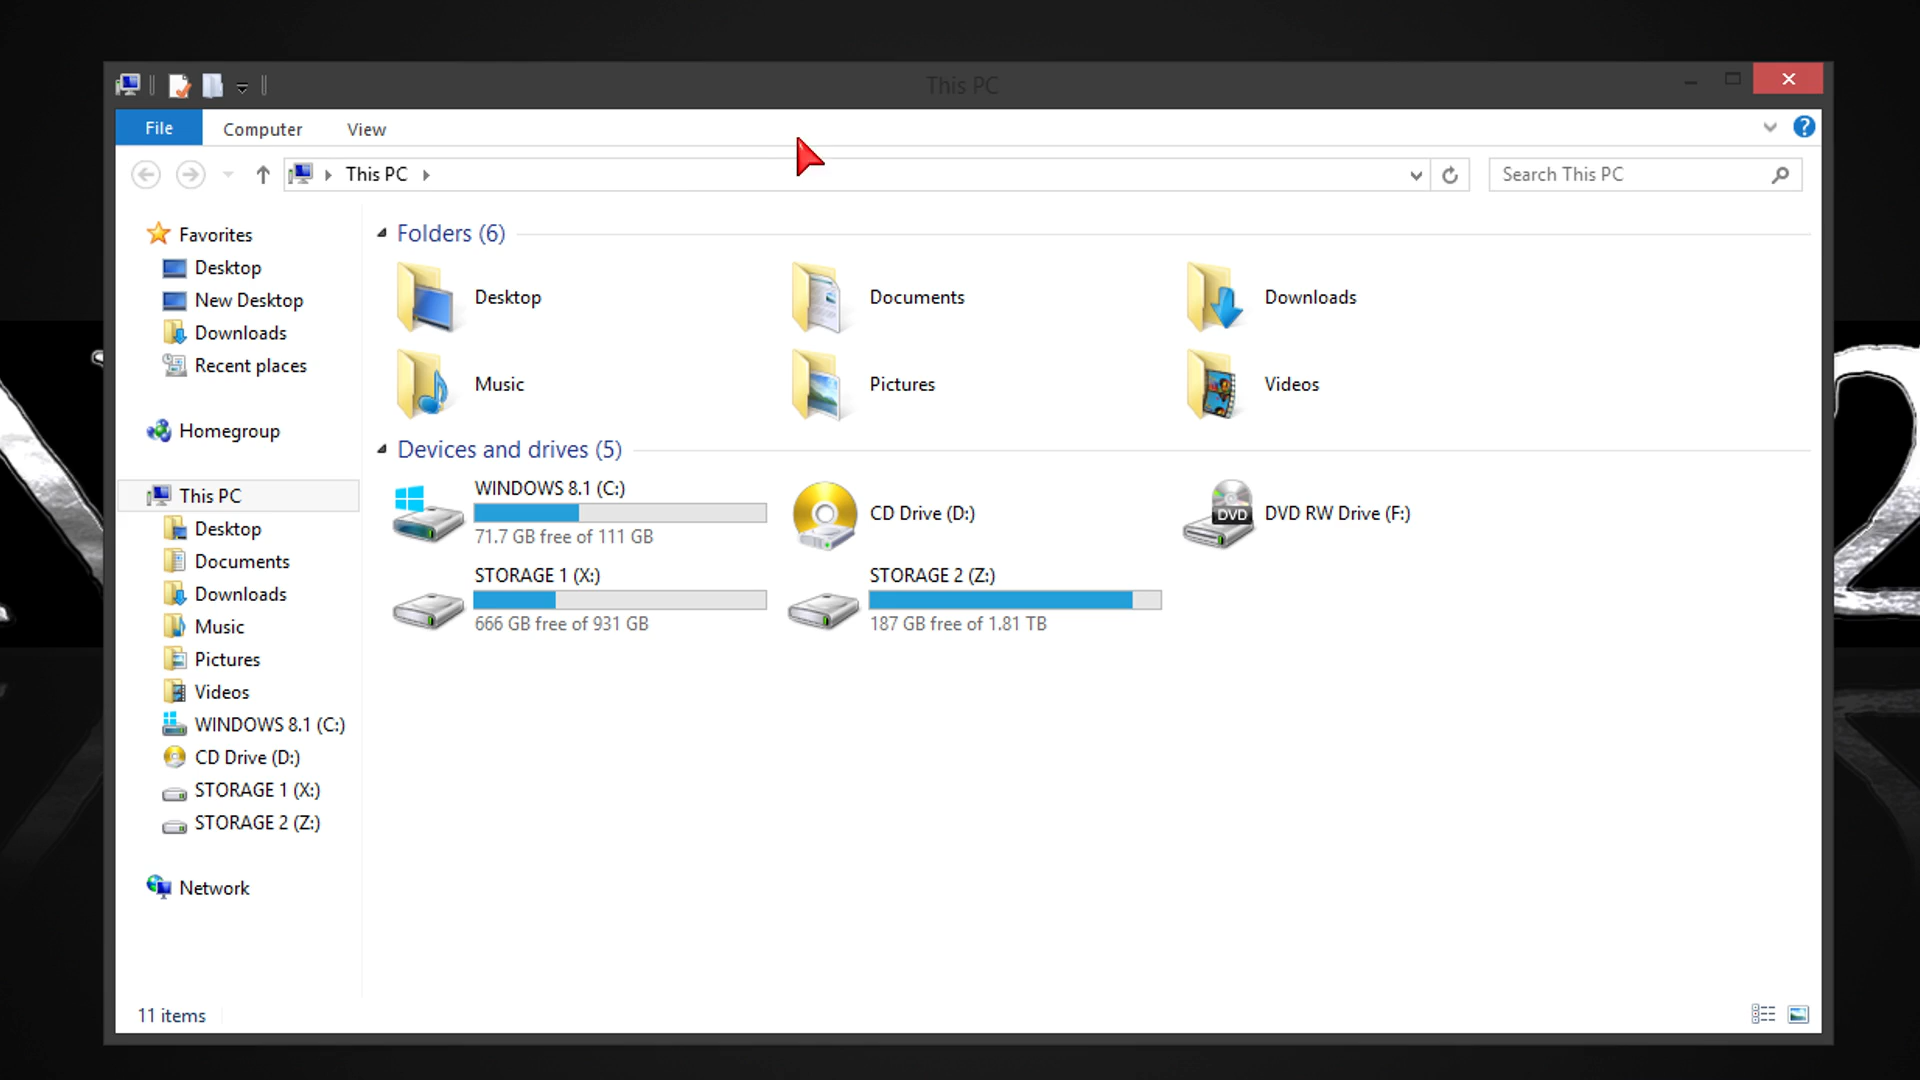 This PC
File
Computer
View
This PC
Search This PC
Favorites
Desktop
New Desktop
Downloads
Recent places
Homegroup
This PC
Desktop
Documents
Downloads
Music
Pictures
Videos
WINDOWS 8.1 (C:)
CD Drive (D:)
STORAGE 1 (X:)
STORAGE 2 (Z:)
Network
Folders (6)
Desktop
Documents
Downloads
Music
Pictures
Videos
Devices and drives (5)
WINDOWS 8.1 (C:)
71.7 GB free of 111 GB
CD Drive (D:)
DVD
DVD RW Drive (F:)
STORAGE 1 (X:)
666 GB free of 931 GB
STORAGE 2 (Z:)
187 GB free of 1.81 TB
11 items
2